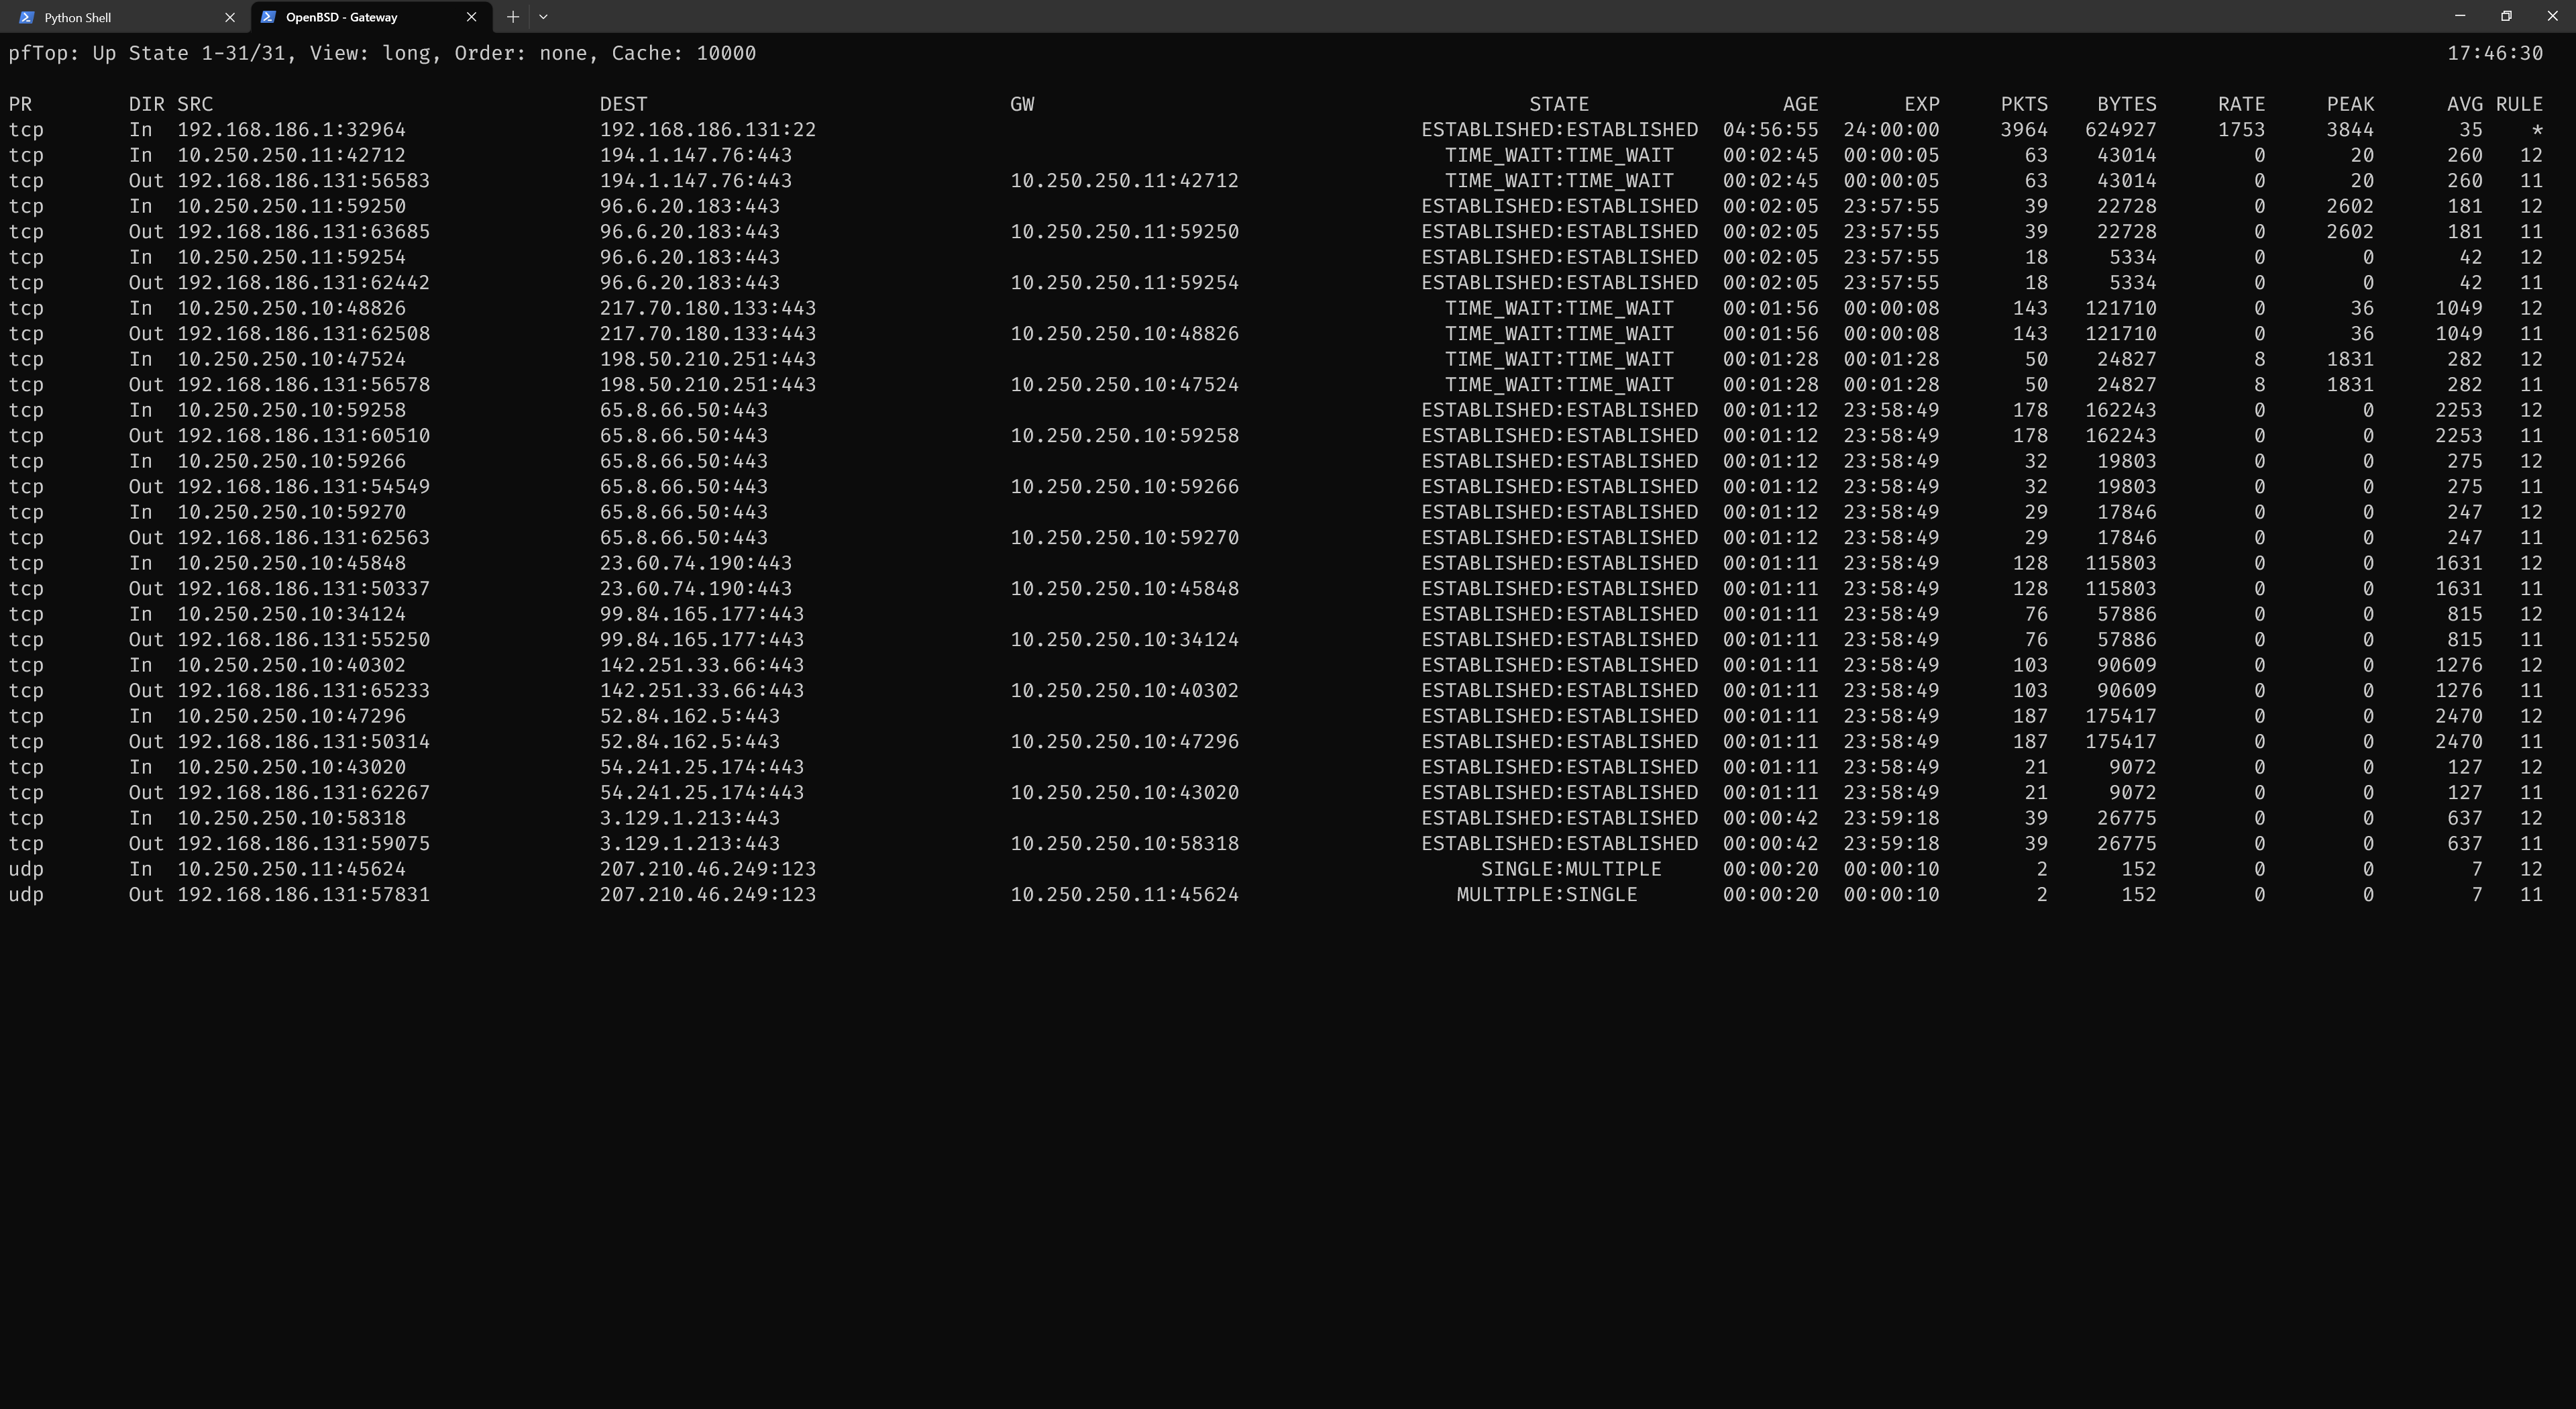 Python Shell
OpenBSD - Gateway
pfTop: Up State 1-31/31, View: long, Order: none, Cache: 10000 17:46:30
PR DIR SRC DEST GW STATE AGE EXP PKTS BYTES RATE PEAK AVG RULE
tcp In 192.168.186.1:32964 192.168.186.131:22 ESTABLISHED:ESTABLISHED 04:56:55 24:00:00 3964 624927 1753 3844 35 *
tcp In 10.250.250.11:42712 194.1.147.76:443 TIME_WAIT:TIME_WAIT 00:02:45 00:00:05 63 43014 0 20 260 12
tcp Out 192.168.186.131:56583 194.1.147.76:443 10.250.250.11:42712 TIME_WAIT:TIME_WAIT 00:02:45 00:00:05 63 43014 0 20 260 11
tcp In 10.250.250.11:59250 96.6.20.183:443 ESTABLISHED:ESTABLISHED 00:02:05 23:57:55 39 22728 0 2602 181 12
tcp Out 192.168.186.131:63685 96.6.20.183:443 10.250.250.11:59250 ESTABLISHED:ESTABLISHED 00:02:05 23:57:55 39 22728 0 2602 181 11
tcp In 10.250.250.11:59254 96.6.20.183:443 ESTABLISHED:ESTABLISHED 00:02:05 23:57:55 18 5334 0 0 42 12
tcp Out 192.168.186.131:62442 96.6.20.183:443 10.250.250.11:59254 ESTABLISHED:ESTABLISHED 00:02:05 23:57:55 18 5334 0 0 42 11
tcp In 10.250.250.10:48826 217.70.180.133:443 TIME_WAIT:TIME_WAIT 00:01:56 00:00:08 143 121710 0 36 1049 12
tcp Out 192.168.186.131:62508 217.70.180.133:443 10.250.250.10:48826 TIME_WAIT:TIME_WAIT 00:01:56 00:00:08 143 121710 0 36 1049 11
tcp In 10.250.250.10:47524 198.50.210.251:443 TIME_WAIT:TIME_WAIT 00:01:28 00:01:28 50 24827 8 1831 282 12
tcp Out 192.168.186.131:56578 198.50.210.251:443 10.250.250.10:47524 TIME_WAIT:TIME_WAIT 00:01:28 00:01:28 50 24827 8 1831 282 11
tcp In 10.250.250.10:59258 65.8.66.50:443 ESTABLISHED:ESTABLISHED 00:01:12 23:58:49 178 162243 0 0 2253 12
tcp Out 192.168.186.131:60510 65.8.66.50:443 10.250.250.10:59258 ESTABLISHED:ESTABLISHED 00:01:12 23:58:49 178 162243 0 0 2253 11
tcp In 10.250.250.10:59266 65.8.66.50:443 ESTABLISHED:ESTABLISHED 00:01:12 23:58:49 32 19803 0 0 275 12
tcp Out 192.168.186.131:54549 65.8.66.50:443 10.250.250.10:59266 ESTABLISHED:ESTABLISHED 00:01:12 23:58:49 32 19803 0 0 275 11
tcp In 10.250.250.10:59270 65.8.66.50:443 ESTABLISHED:ESTABLISHED 00:01:12 23:58:49 29 17846 0 0 247 12
tcp Out 192.168.186.131:62563 65.8.66.50:443 10.250.250.10:59270 ESTABLISHED:ESTABLISHED 00:01:12 23:58:49 29 17846 0 0 247 11
tcp In 10.250.250.10:45848 23.60.74.190:443 ESTABLISHED:ESTABLISHED 00:01:11 23:58:49 128 115803 0 0 1631 12
tcp Out 192.168.186.131:50337 23.60.74.190:443 10.250.250.10:45848 ESTABLISHED:ESTABLISHED 00:01:11 23:58:49 128 115803 0 0 1631 11
tcp In 10.250.250.10:34124 99.84.165.177:443 ESTABLISHED:ESTABLISHED 00:01:11 23:58:49 76 57886 0 0 815 12
tcp Out 192.168.186.131:55250 99.84.165.177:443 10.250.250.10:34124 ESTABLISHED:ESTABLISHED 00:01:11 23:58:49 76 57886 0 0 815 11
tcp In 10.250.250.10:40302 142.251.33.66:443 ESTABLISHED:ESTABLISHED 00:01:11 23:58:49 103 90609 0 0 1276 12
tcp Out 192.168.186.131:65233 142.251.33.66:443 10.250.250.10:40302 ESTABLISHED:ESTABLISHED 00:01:11 23:58:49 103 90609 0 0 1276 11
tcp In 10.250.250.10:47296 52.84.162.5:443 ESTABLISHED:ESTABLISHED 00:01:11 23:58:49 187 175417 0 0 2470 12
tcp Out 192.168.186.131:50314 52.84.162.5:443 10.250.250.10:47296 ESTABLISHED:ESTABLISHED 00:01:11 23:58:49 187 175417 0 0 2470 11
tcp In 10.250.250.10:43020 54.241.25.174:443 ESTABLISHED:ESTABLISHED 00:01:11 23:58:49 21 9072 0 0 127 12
tcp Out 192.168.186.131:62267 54.241.25.174:443 10.250.250.10:43020 ESTABLISHED:ESTABLISHED 00:01:11 23:58:49 21 9072 0 0 127 11
tcp In 10.250.250.10:58318 3.129.1.213:443 ESTABLISHED:ESTABLISHED 00:00:42 23:59:18 39 26775 0 0 637 12
tcp Out 192.168.186.131:59075 3.129.1.213:443 10.250.250.10:58318 ESTABLISHED:ESTABLISHED 00:00:42 23:59:18 39 26775 0 0 637 11
udp In 10.250.250.11:45624 207.210.46.249:123 SINGLE:MULTIPLE 00:00:20 00:00:10 2 152 0 0 7 12
udp Out 192.168.186.131:57831 207.210.46.249:123 10.250.250.11:45624 MULTIPLE:SINGLE 00:00:20 00:00:10 2 152 0 0 7 11